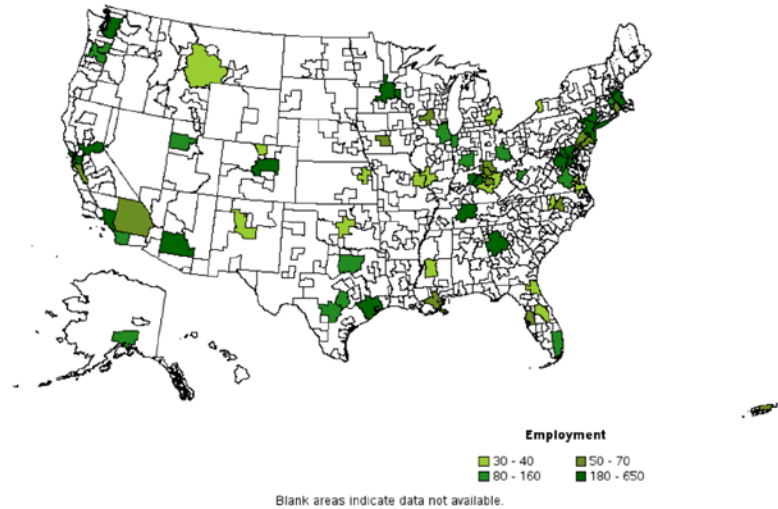 Employment
30 - 40 50 - 70
80 - 160 180 - 650
Blank areas indicate data not available.